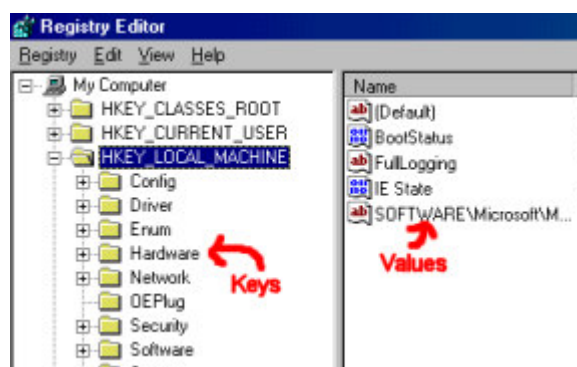 Registry Editor
Registry Edit View Help
My Computer
HKEY_CLASSES_ROOT
HKEY_CURRENT_USER
HKEY_LOCAL_MACHINE
Config
Driver
Enum
Hardware
Network
OEPlug
Security
Software
Keys
Name
(Default)
BootStatus
FullLogging
IE State
SOFTWARE\Microsoft\M...
Values